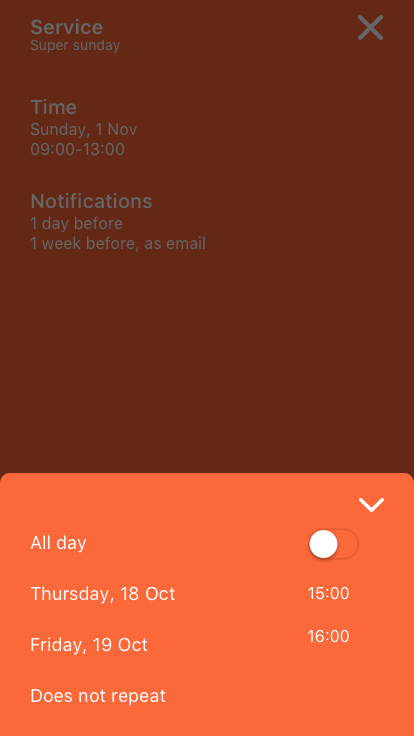 Service
Super sunday
Time
Sunday, 1 Nov
09:00-13:00
Notifications
1 day before
1 week before, as email
All day
Thursday, 18 Oct 15:00
Friday, 19 Oct 16:00
Does not repeat